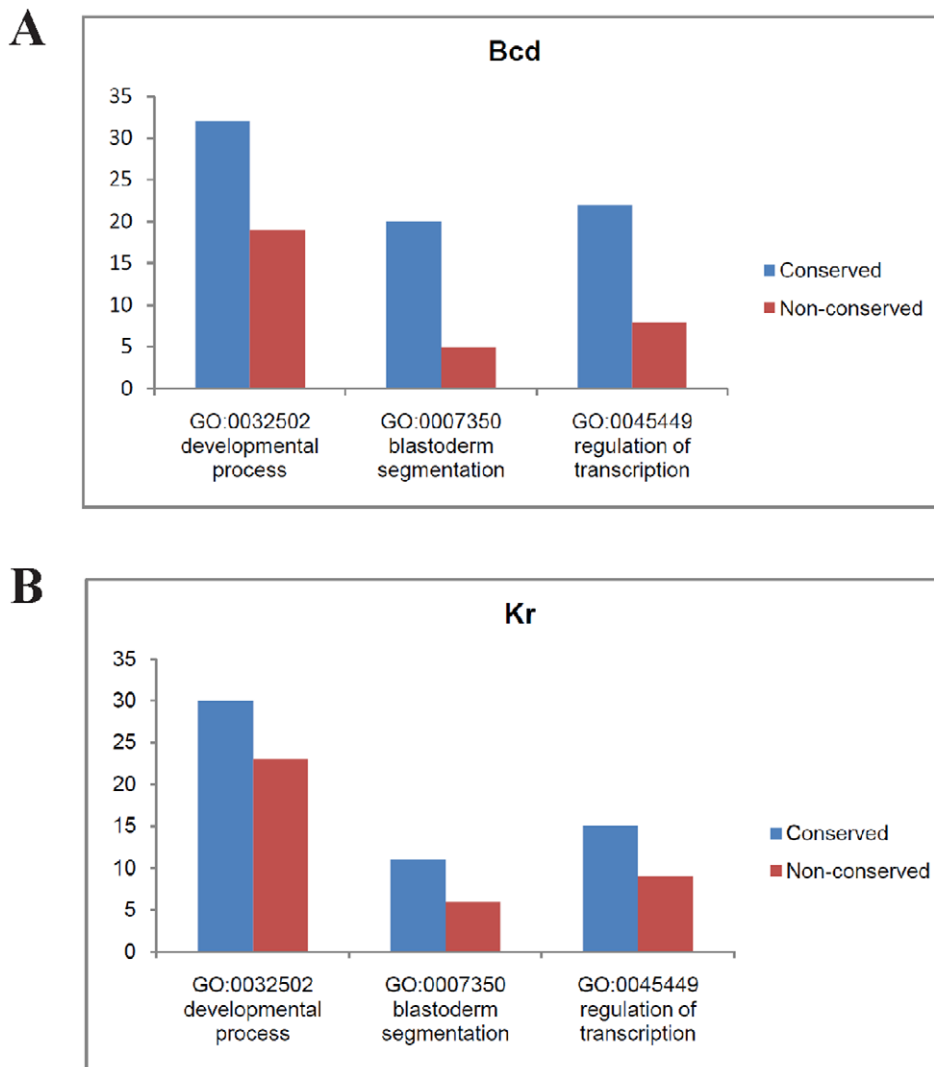 A
Bcd
35
30
25
20
15
10
5
0
GO:0032502 GO:0007350 GO:0045449
developmental blastoderm regulation of
process segmentation transcription
Conserved
Non-conserved
B
Kr
35
30
25
20
15
10
5
0
GO:0032502 GO:0007350 GO:0045449
developmental blastoderm regulation of
process segmentation transcription
Conserved
Non-conserved